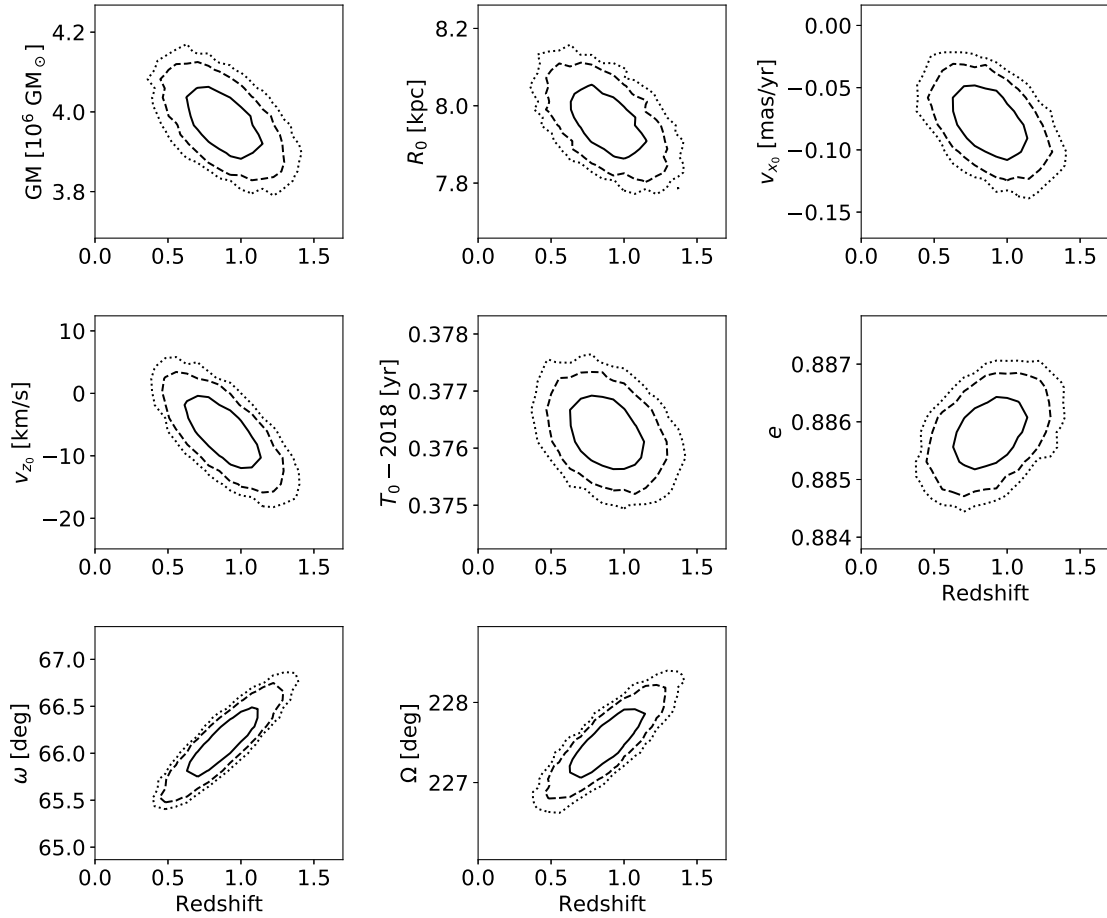 GM [10⁶ GM⊙]
4.2
4.0
3.8
0.0 0.5 1.0 1.5
R₀ [kpc]
8.2
8.0
7.8
7.6
0.0 0.5 1.0 1.5
vₓ₀ [mas/yr]
0.00
−0.05
−0.10
−0.15
0.0 0.5 1.0 1.5
v_z₀ [km/s]
10
0
−10
−20
0.0 0.5 1.0 1.5
T₀ − 2018 [yr]
0.378
0.377
0.376
0.375
0.0 0.5 1.0 1.5
e
0.887
0.886
0.885
0.884
0.0 0.5 1.0 1.5
Redshift
ω [deg]
67.0
66.5
66.0
65.5
65.0
0.0 0.5 1.0 1.5
Redshift
Ω [deg]
228
227
0.0 0.5 1.0 1.5
Redshift